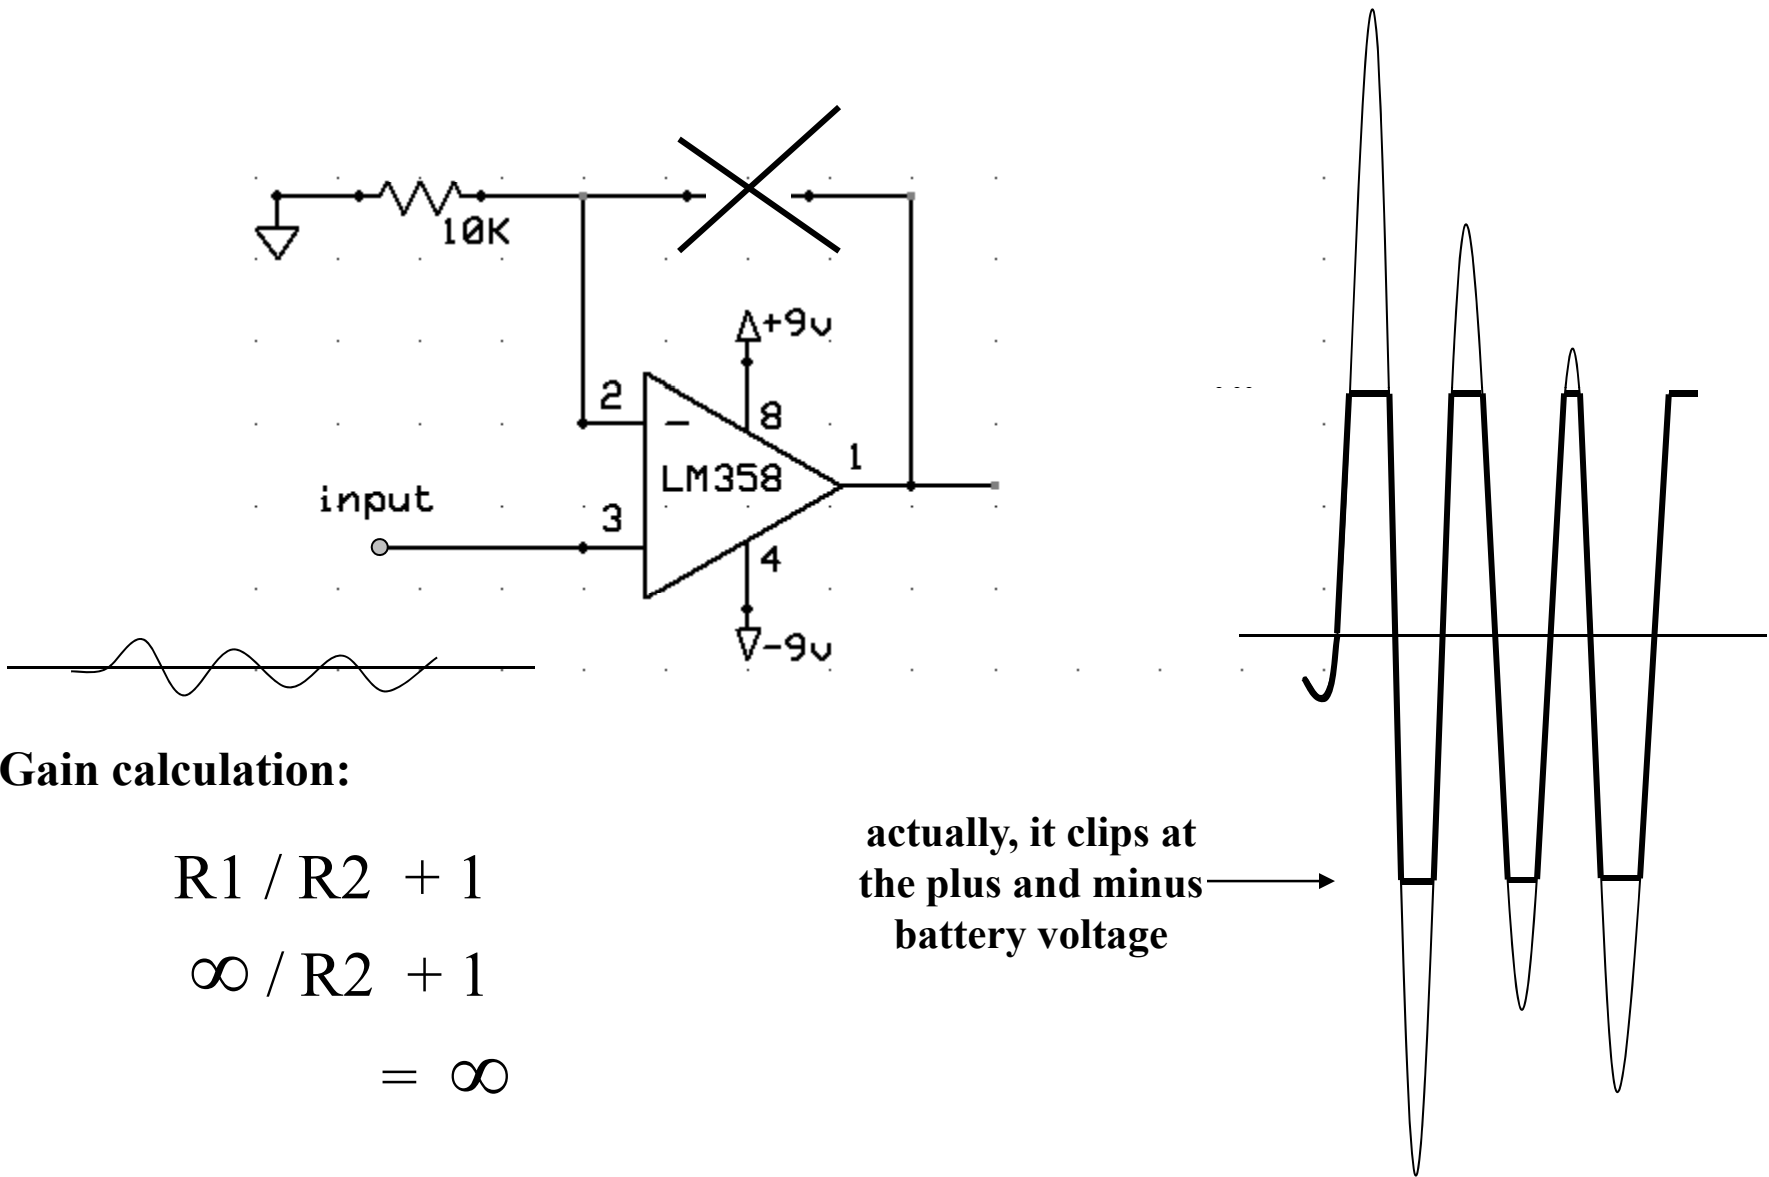 10K
+9v
2
8
1
LM358
input
3
4
-9v
Gain calculation:
R1 / R2 + 1
∞ / R2 + 1
= ∞
actually, it clips at
the plus and minus
battery voltage